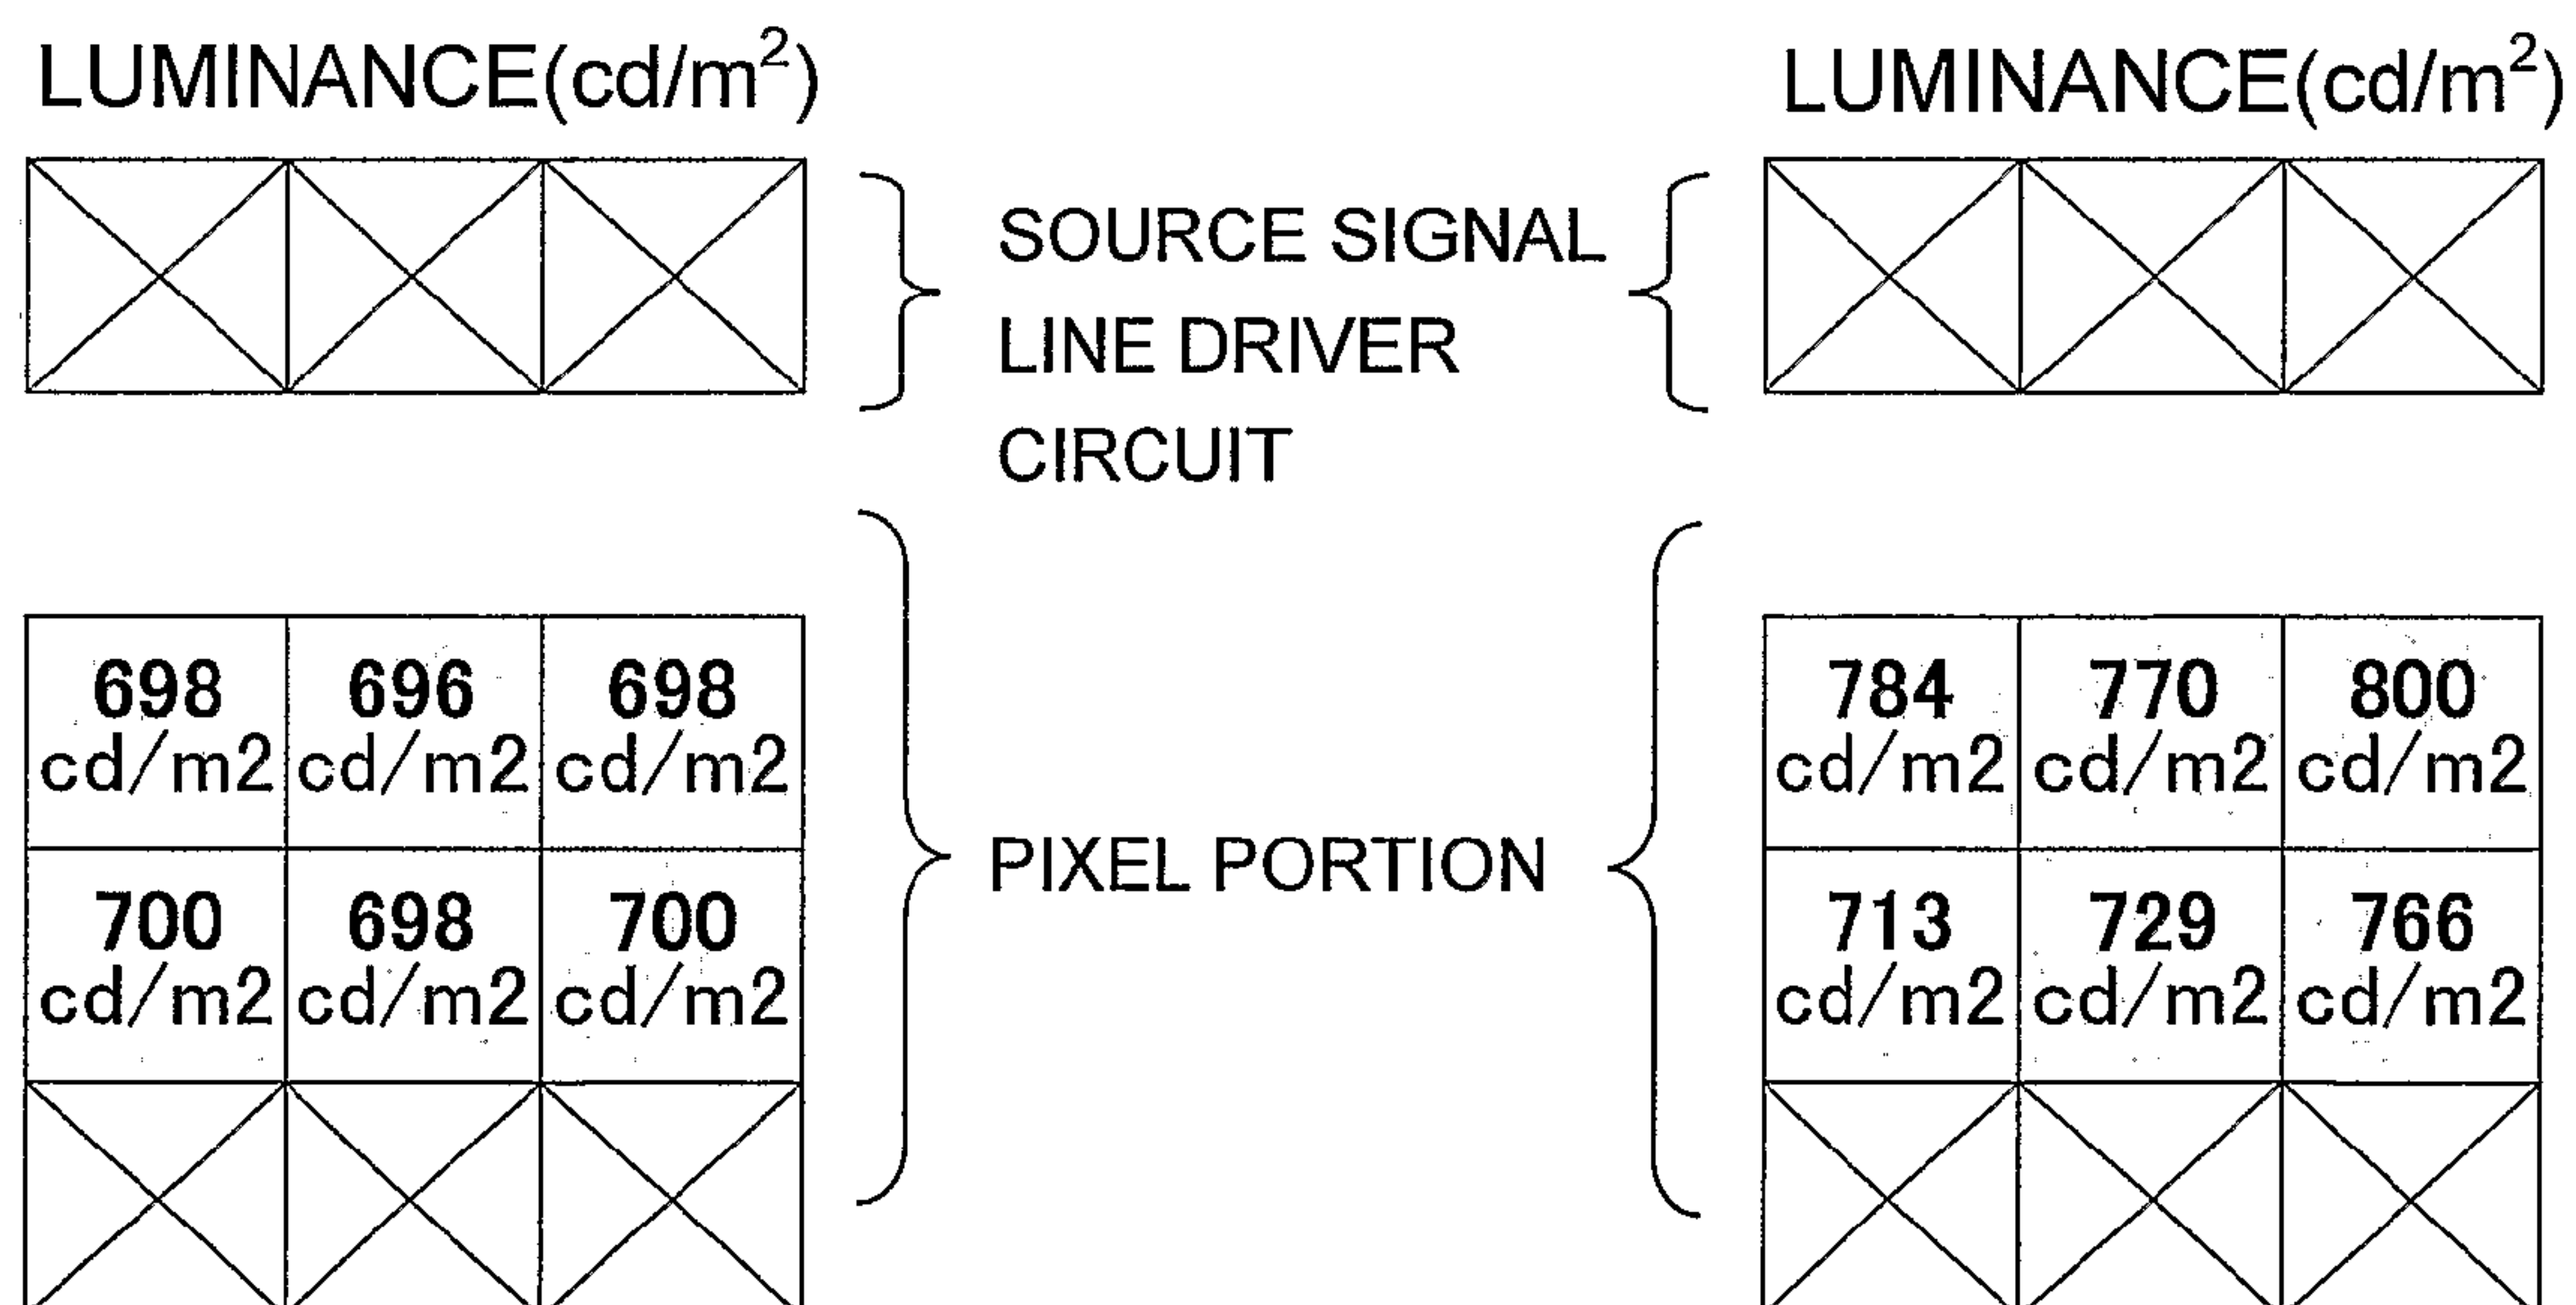 LUMINANCE(cd/m²)
LUMINANCE(cd/m²)
SOURCE SIGNAL
LINE DRIVER
CIRCUIT
698 cd/m2
696 cd/m2
698 cd/m2
700 cd/m2
698 cd/m2
700 cd/m2
PIXEL PORTION
784 cd/m2
770 cd/m2
800 cd/m2
713 cd/m2
729 cd/m2
766 cd/m2